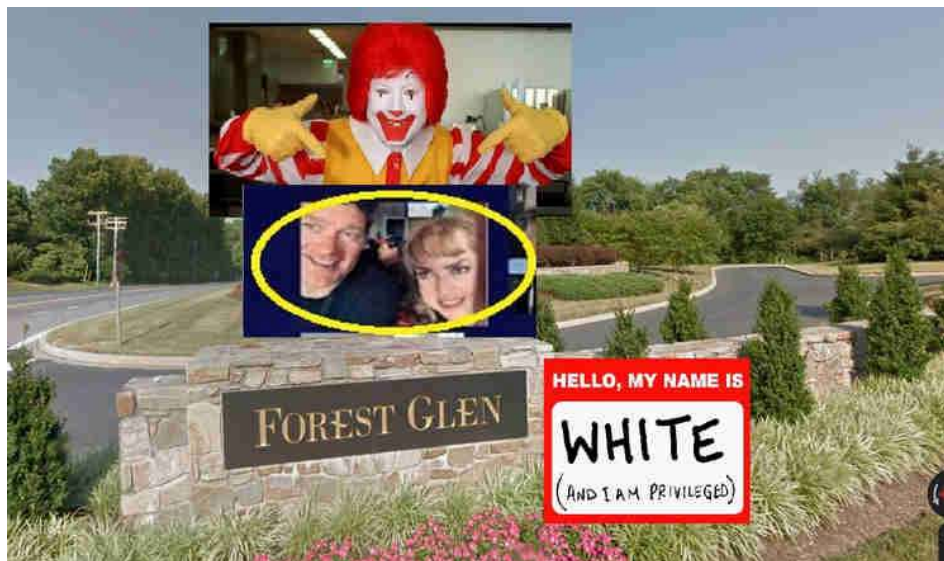 FOREST GLEN
HELLO, MY NAME IS
WHITE
(AND I AM PRIVILEGED)